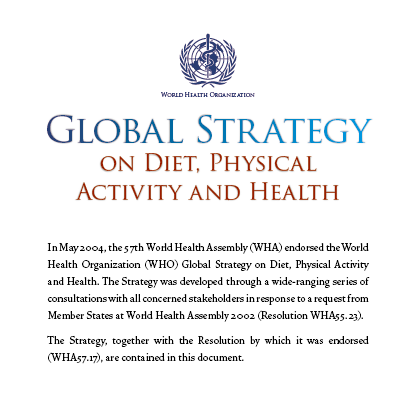 World Health Organization
Global Strategy
on Diet, Physical
Activity and Health
In May 2004, the 57th World Health Assembly (WHA) endorsed the World
Health Organization (WHO) Global Strategy on Diet, Physical Activity
and Health. The Strategy was developed through a wide-ranging series of
consultations with all concerned stakeholders in response to a request from
Member States at World Health Assembly 2002 (Resolution WHA55.23).
The Strategy, together with the Resolution by which it was endorsed
(WHA57.17), are contained in this document.